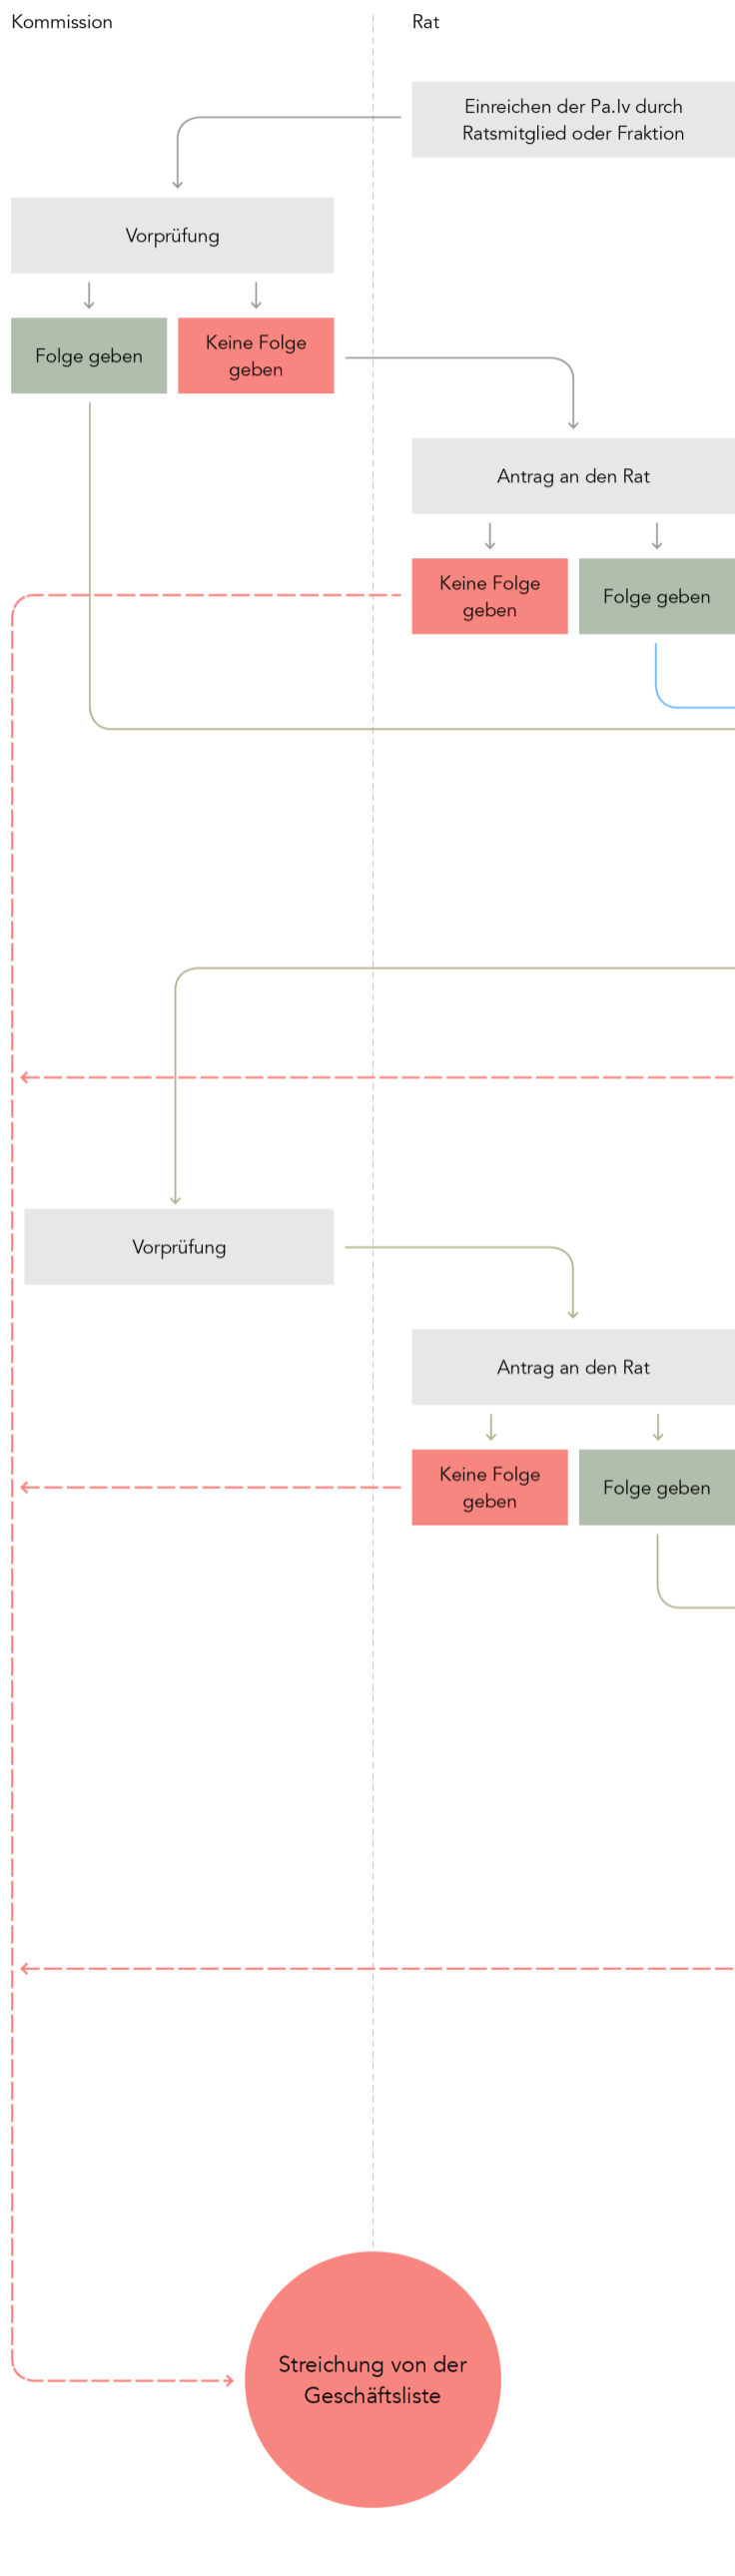 Kommission
Rat
Einreichen der Pa.Iv durch
Ratsmitglied oder Fraktion
Vorprüfung
Folge geben
Keine Folge
geben
Antrag an den Rat
Keine Folge
geben
Folge geben
Vorprüfung
Antrag an den Rat
Keine Folge
geben
Folge geben
Streichung von der
Geschäftsliste